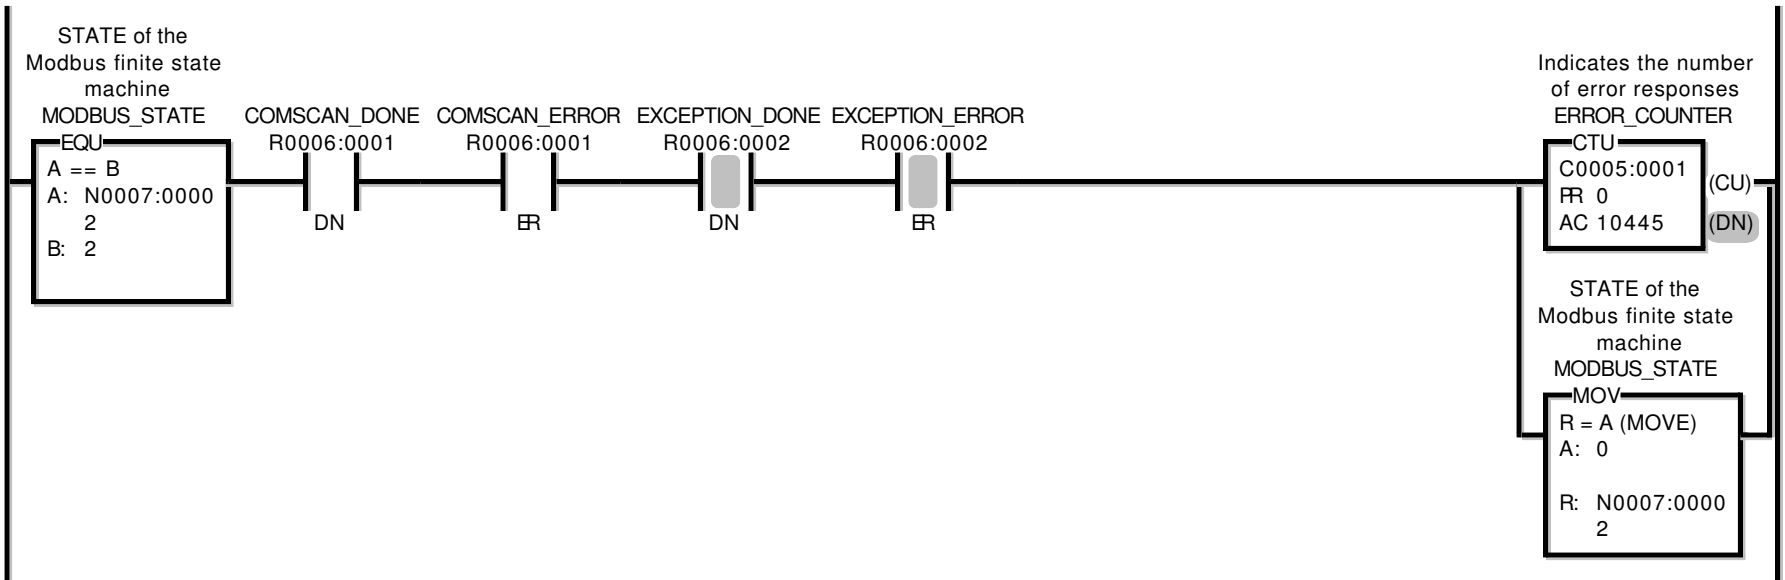 STATE of the
Modbus finite state
machine
MODBUS_STATE
EQU
A == B
A: N0007:0000
2
B: 2
COMSCAN_DONE
R0006:0001
DN
COMSCAN_ERROR
R0006:0001
ER
EXCEPTION_DONE
R0006:0002
DN
EXCEPTION_ERROR
R0006:0002
ER
Indicates the number
of error responses
ERROR_COUNTER
CTU
C0005:0001
PR 0
AC 10445
(CU)
(DN)
STATE of the
Modbus finite state
machine
MODBUS_STATE
MOV
R = A (MOVE)
A: 0
R: N0007:0000
2